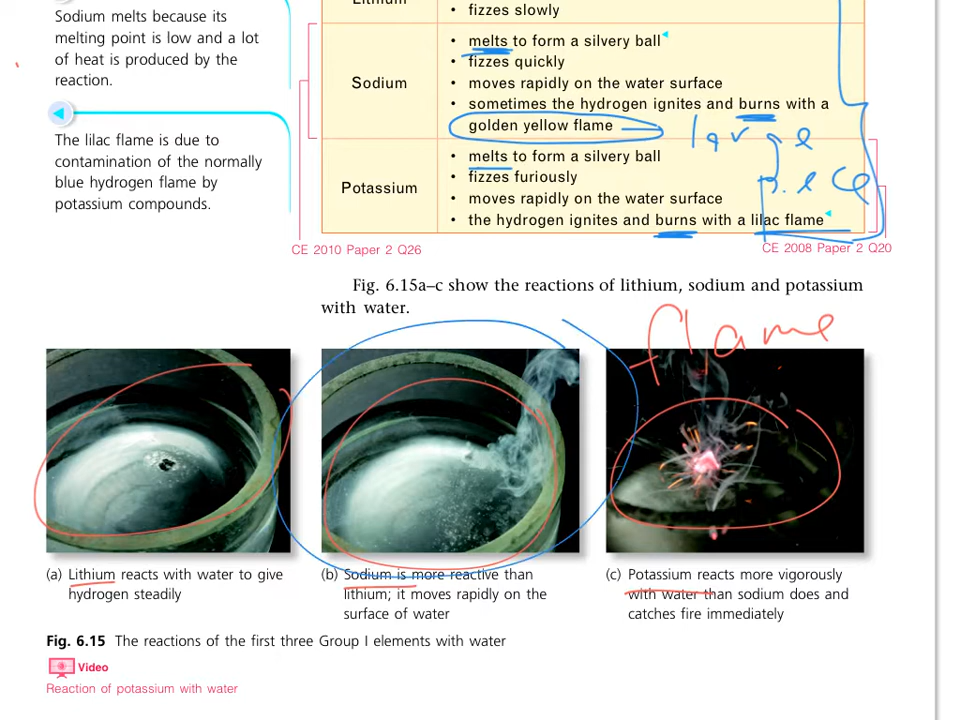 Sodium melts because its
melting point is low and a lot
of heat is produced by the
reaction.
The lilac flame is due to
contamination of the normally
blue hydrogen flame by
potassium compounds.
Lithium
• fizzes slowly
Sodium
• melts to form a silvery ball
• fizzes quickly
• moves rapidly on the water surface
• sometimes the hydrogen ignites and burns with a
golden yellow flame
large
piece
Potassium
• melts to form a silvery ball
• fizzes furiously
• moves rapidly on the water surface
• the hydrogen ignites and burns with a lilac flame
CE 2010 Paper 2 Q26
CE 2008 Paper 2 Q20
Fig. 6.15a–c show the reactions of lithium, sodium and potassium
with water.
flame
(a) Lithium reacts with water to give
hydrogen steadily
(b) Sodium is more reactive than
lithium; it moves rapidly on the
surface of water
(c) Potassium reacts more vigorously
with water than sodium does and
catches fire immediately
Fig. 6.15 The reactions of the first three Group I elements with water
Video
Reaction of potassium with water